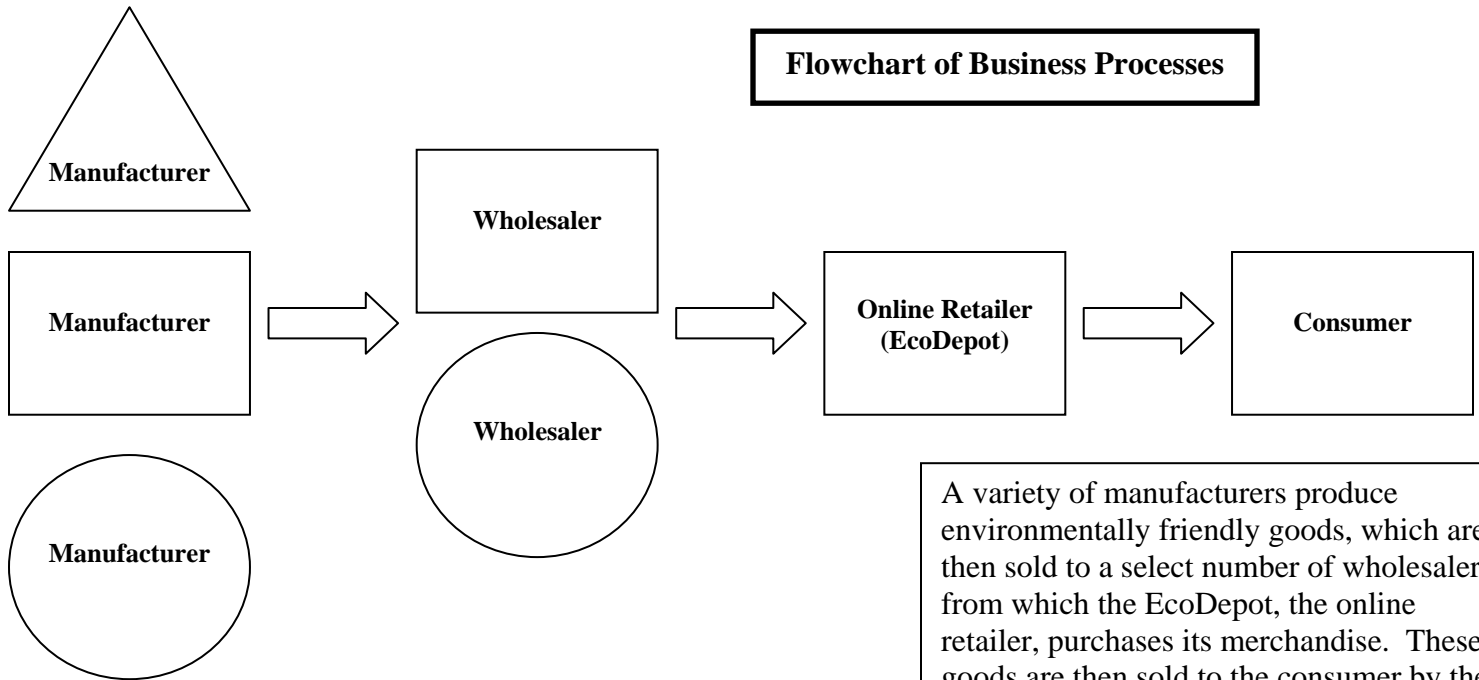 Flowchart of Business Processes
Manufacturer
Wholesaler
Manufacturer
Online Retailer
(EcoDepot)
Consumer
Wholesaler
Manufacturer
A variety of manufacturers produce
environmentally friendly goods, which are
then sold to a select number of wholesaler
from which the EcoDepot, the online
retailer, purchases its merchandise. These
goods are then sold to the consumer by the